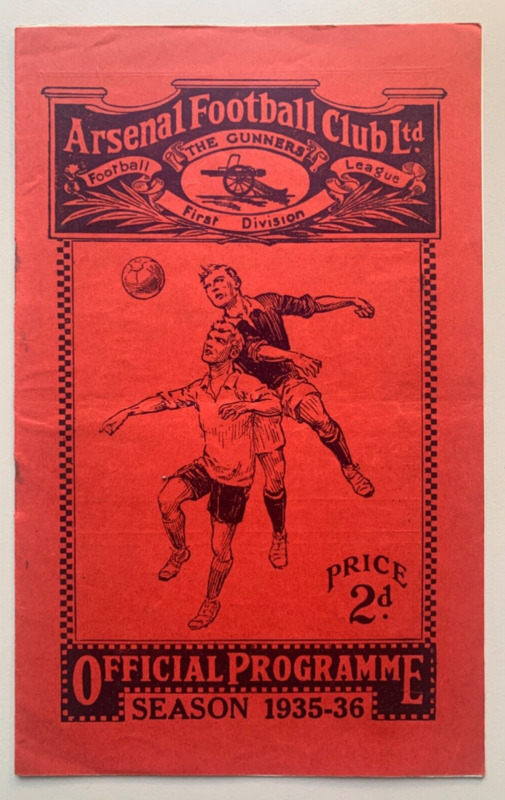 Arsenal Football Club Ltd.
THE GUNNERS
Football League
First Division
PRICE
2d.
OFFICIAL PROGRAMME
SEASON 1935-36